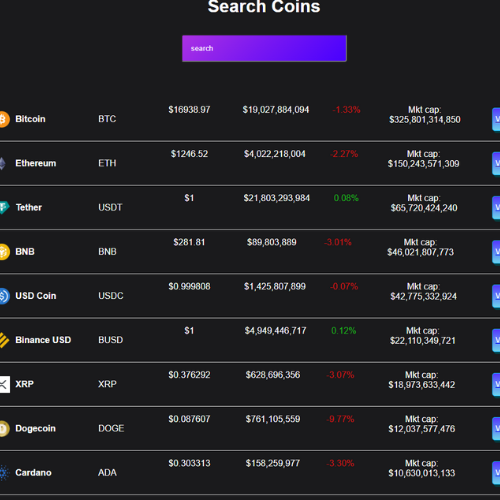 Search Coins
search
Bitcoin BTC $16938.97 $19,027,884,094 -1.33% Mkt cap: $325,801,314,850
Ethereum ETH $1246.52 $4,022,218,004 -2.27% Mkt cap: $150,243,571,309
Tether USDT $1 $21,803,293,984 0.08% Mkt cap: $65,720,424,240
BNB BNB $281.81 $89,803,889 -3.01% Mkt cap: $46,021,807,773
USD Coin USDC $0.999808 $1,425,807,899 -0.07% Mkt cap: $42,775,332,924
Binance USD BUSD $1 $4,949,446,717 0.12% Mkt cap: $22,110,349,721
XRP XRP $0.376292 $628,696,356 -3.07% Mkt cap: $18,973,633,442
Dogecoin DOGE $0.087607 $761,105,559 -9.77% Mkt cap: $12,037,577,476
Cardano ADA $0.303313 $158,259,977 -3.30% Mkt cap: $10,630,013,133